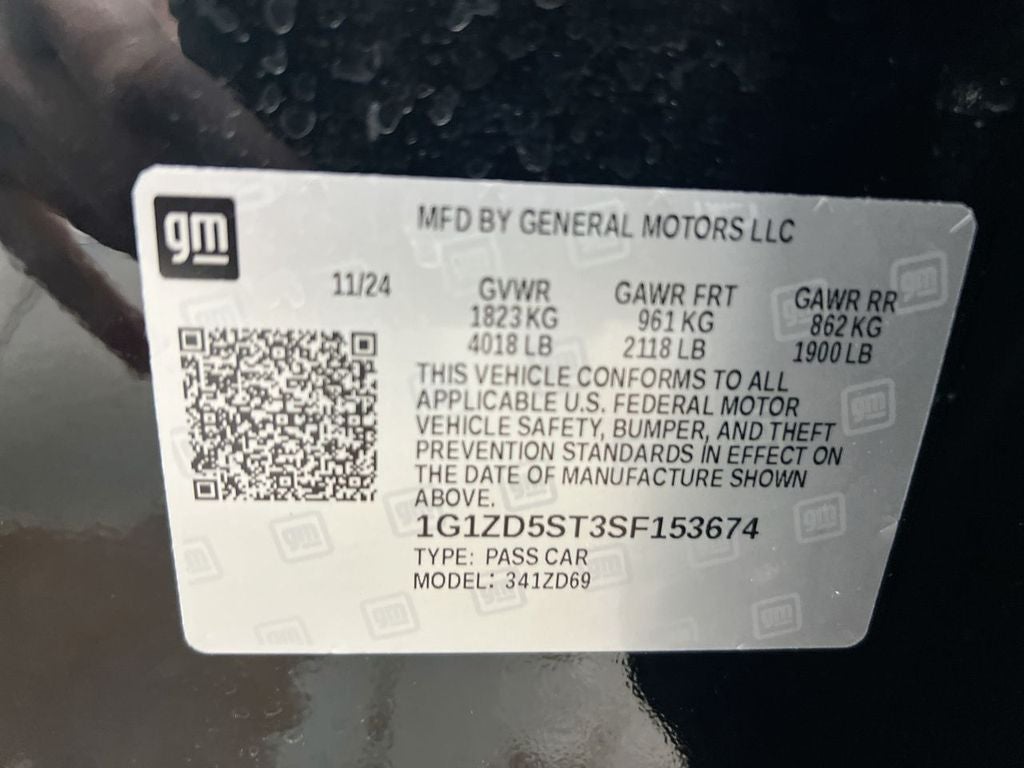 gm
MFD BY GENERAL MOTORS LLC
11/24 GVWR GAWR FRT GAWR RR
1823 KG 961 KG 862 KG
4018 LB 2118 LB 1900 LB
THIS VEHICLE CONFORMS TO ALL
APPLICABLE U.S. FEDERAL MOTOR
VEHICLE SAFETY, BUMPER, AND THEFT
PREVENTION STANDARDS IN EFFECT ON
THE DATE OF MANUFACTURE SHOWN
ABOVE.
1G1ZD5ST3SF153674
TYPE: PASS CAR
MODEL: 341ZD69